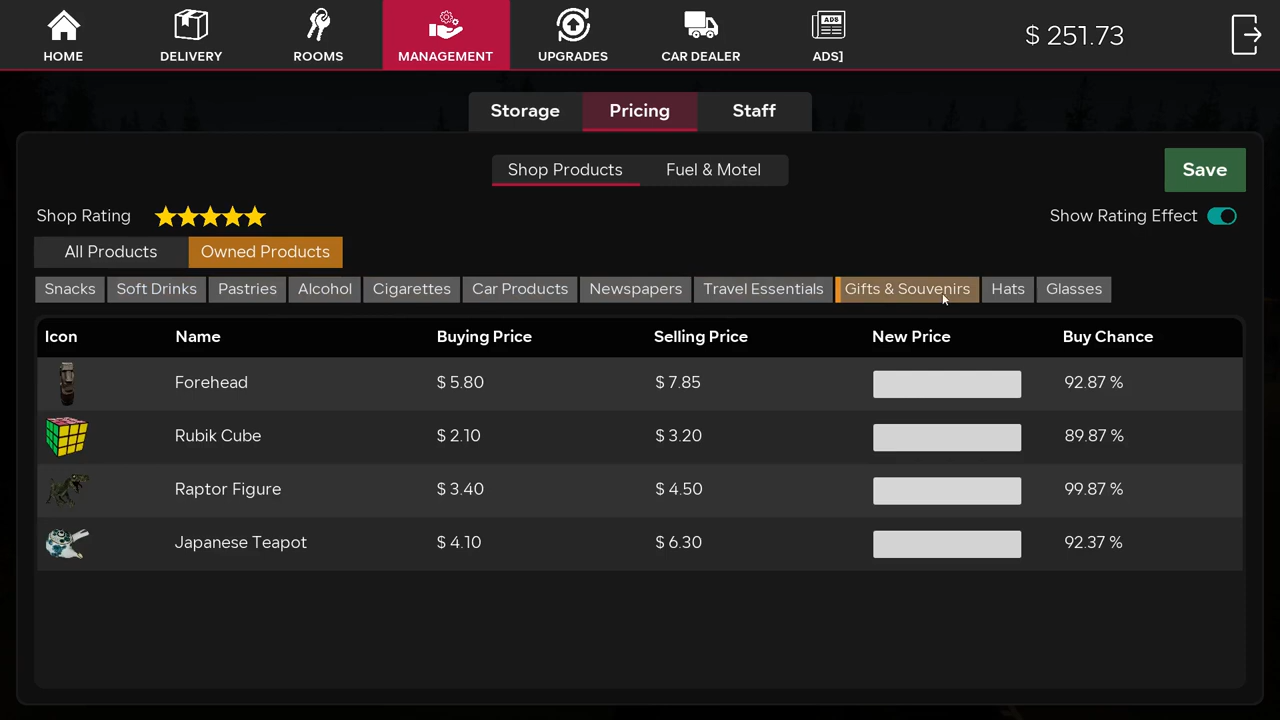 HOME DELIVERY ROOMS MANAGEMENT UPGRADES CAR DEALER ADS ADS] $ 251.73
Storage Pricing Staff
Shop Products Fuel & Motel Save
Shop Rating Show Rating Effect
All Products Owned Products
Snacks Soft Drinks Pastries Alcohol Cigarettes Car Products Newspapers Travel Essentials Gifts & Souvenirs Hats Glasses
Icon Name Buying Price Selling Price New Price Buy Chance
Forehead $ 5.80 $ 7.85 92.87 %
Rubik Cube $ 2.10 $ 3.20 89.87 %
Raptor Figure $ 3.40 $ 4.50 99.87 %
Japanese Teapot $ 4.10 $ 6.30 92.37 %